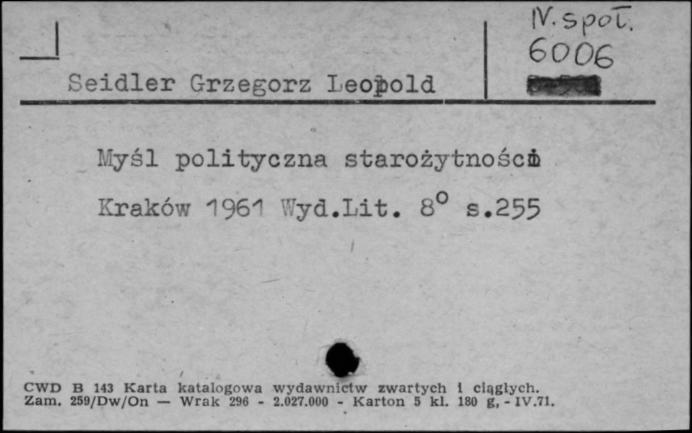 IV. społ.
6006
Seidler Grzegorz Leopold
Myśl polityczna starożytności
Kraków 1961 Wyd.Lit. 8° s.255
CWD B 143 Karta katalogowa wydawnictw zwartych i ciągłych.
Zam. 259/Dw/On — Wrak 296 - 2.027.000 - Karton 5 kl. 180 g, - IV.71.